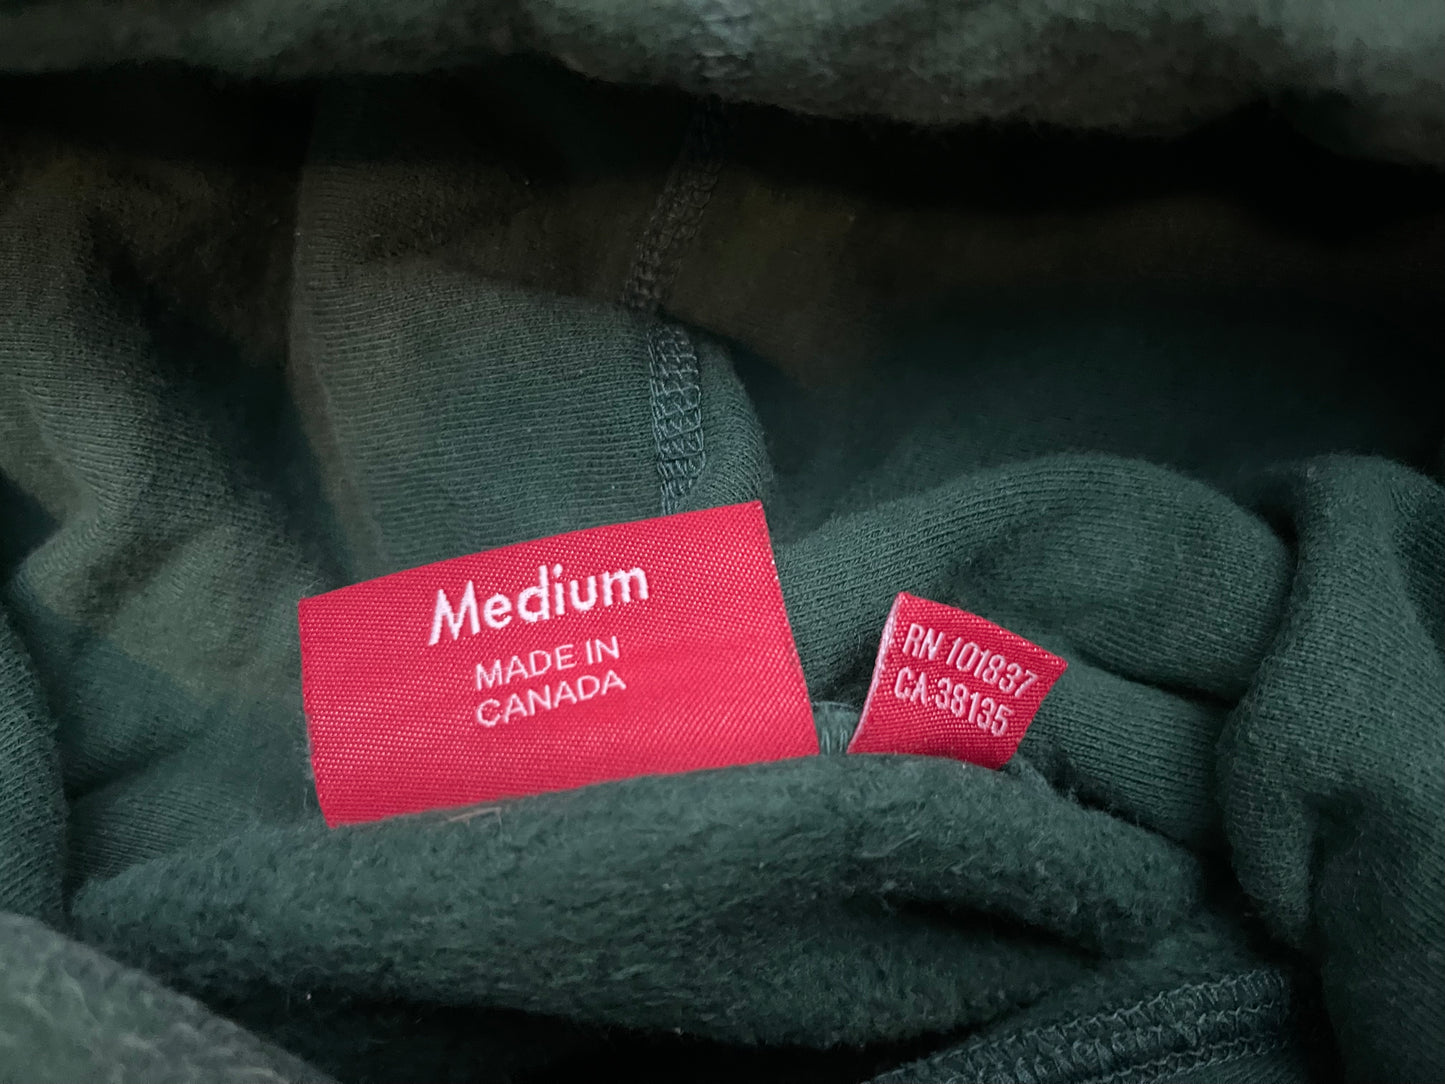 Medium
MADE IN
CANADA
RN 101837
CA 38135